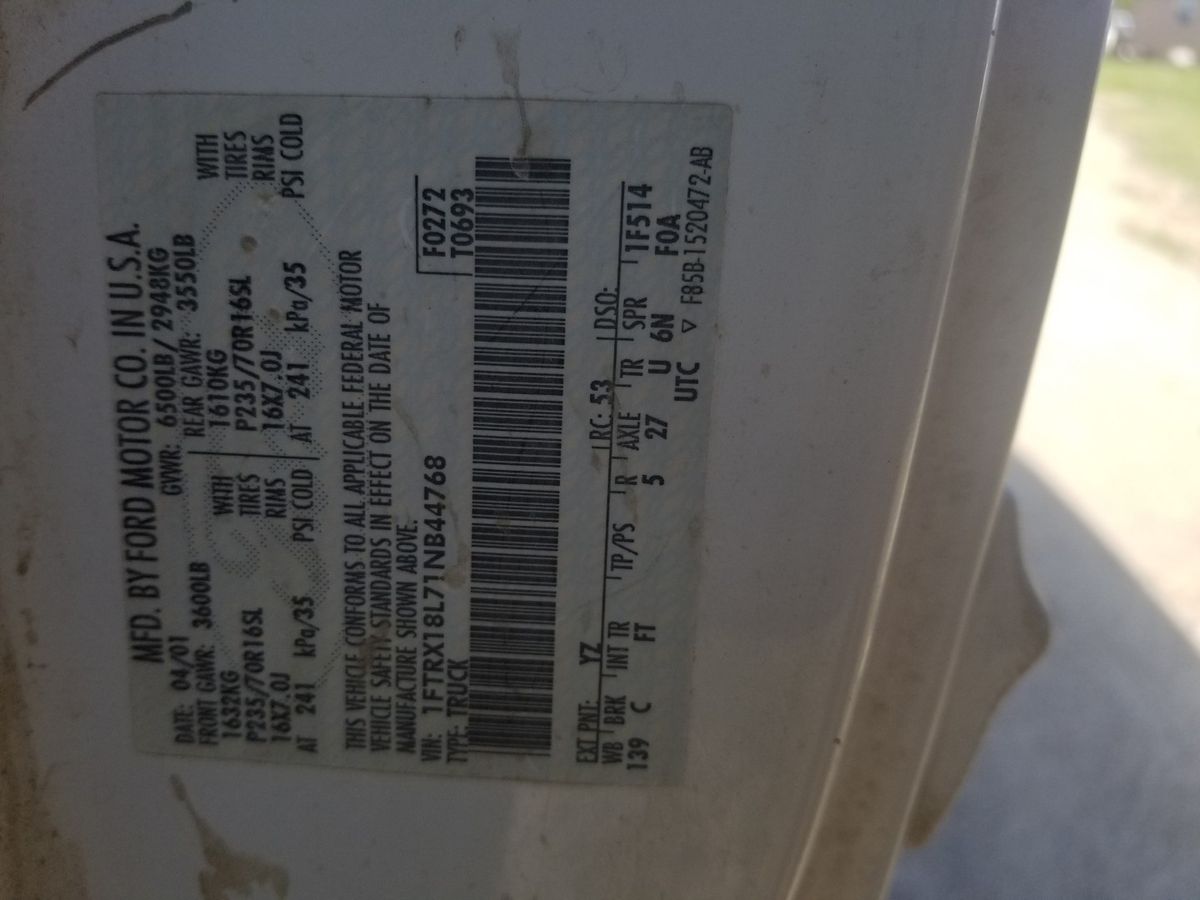 MFD. BY FORD MOTOR CO. IN U.S.A.
DATE: 04/01 GVWR: 6500LB/ 2948KG
FRONT GAWR: 3600LB REAR GAWR: 3550LB
1632KG WITH 1610KG WITH
P235/70R16SL TIRES P235/70R16SL TIRES
16X7.0J RIMS 16X7.0J RIMS
AT 241 kPa/35 PSI COLD AT 241 kPa/35 PSI COLD
THIS VEHICLE CONFORMS TO ALL APPLICABLE FEDERAL MOTOR
VEHICLE SAFETY STANDARDS IN EFFECT ON THE DATE OF
MANUFACTURE SHOWN ABOVE.
VIN: 1FTRX18L71NB44768 F0272
TYPE: TRUCK T0693
EXT PNT: YZ RC: 53 DSO:
WB BRK INT TR TP/PS R AXLE TR SPR 1F514
139 C FT 5 27 U 6N F0A
UTC ▽ F85B-1520472-AB